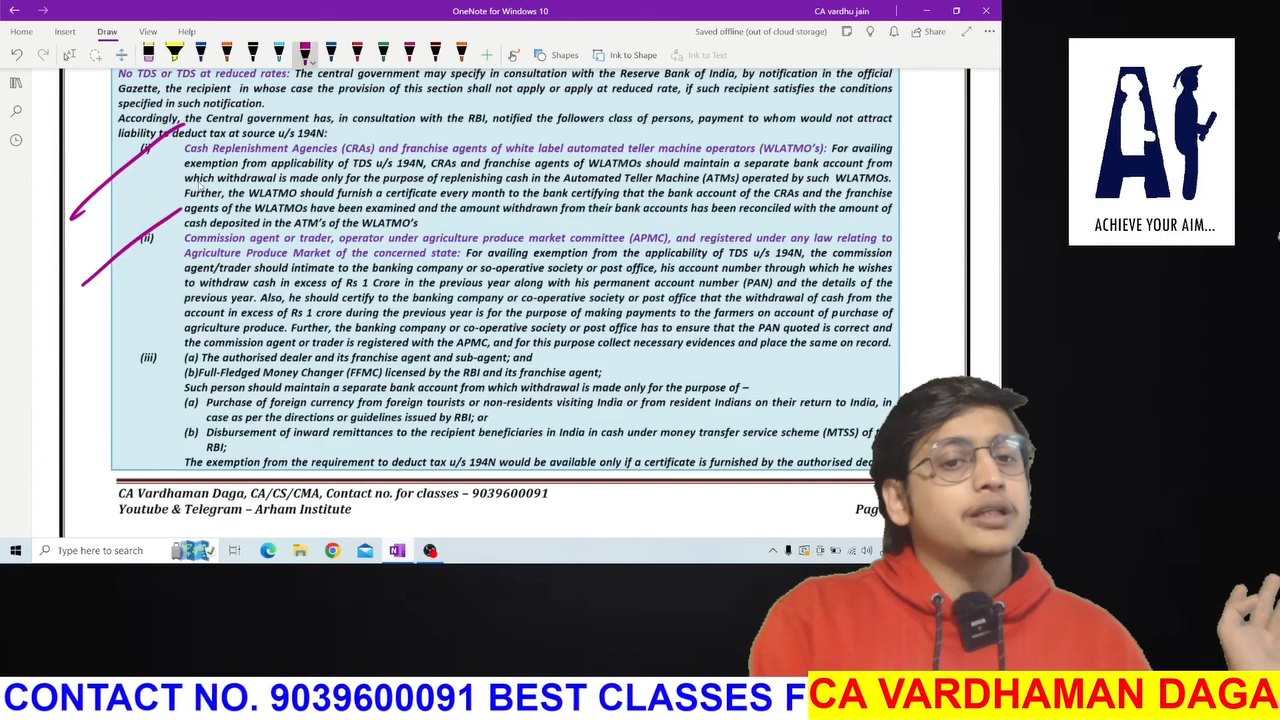 OneNote for Windows 10
CA vardhu jain
Home Insert Draw View Help
Saved offline (out of cloud storage)
Share
Shapes Ink to Shape Ink to Text
No TDS or TDS at reduced rates: The central government may specify in consultation with the Reserve Bank of India, by notification in the official
Gazette, the recipient in whose case the provision of this section shall not apply or apply at reduced rate, if such recipient satisfies the conditions
specified in such notification.
Accordingly, the Central government has, in consultation with the RBI, notified the followers class of persons, payment to whom would not attract
liability to deduct tax at source u/s 194N:
(i) Cash Replenishment Agencies (CRAs) and franchise agents of white label automated teller machine operators (WLATMO's): For availing
exemption from applicability of TDS u/s 194N, CRAs and franchise agents of WLATMOs should maintain a separate bank account from
which withdrawal is made only for the purpose of replenishing cash in the Automated Teller Machine (ATMs) operated by such WLATMOs.
Further, the WLATMO should furnish a certificate every month to the bank certifying that the bank account of the CRAs and the franchise
agents of the WLATMOs have been examined and the amount withdrawn from their bank accounts has been reconciled with the amount of
cash deposited in the ATM's of the WLATMO's
(ii) Commission agent or trader, operator under agriculture produce market committee (APMC), and registered under any law relating to
Agriculture Produce Market of the concerned state: For availing exemption from the applicability of TDS u/s 194N, the commission
agent/trader should intimate to the banking company or so-operative society or post office, his account number through which he wishes
to withdraw cash in excess of Rs 1 Crore in the previous year along with his permanent account number (PAN) and the details of the
previous year. Also, he should certify to the banking company or co-operative society or post office that the withdrawal of cash from the
account in excess of Rs 1 crore during the previous year is for the purpose of making payments to the farmers on account of purchase of
agriculture produce. Further, the banking company or co-operative society or post office has to ensure that the PAN quoted is correct and
the commission agent or trader is registered with the APMC, and for this purpose collect necessary evidences and place the same on record.
(iii) (a) The authorised dealer and its franchise agent and sub-agent; and
(b)Full-Fledged Money Changer (FFMC) licensed by the RBI and its franchise agent;
Such person should maintain a separate bank account from which withdrawal is made only for the purpose of –
(a) Purchase of foreign currency from foreign tourists or non-residents visiting India or from resident Indians on their return to India, in
case as per the directions or guidelines issued by RBI; or
(b) Disbursement of inward remittances to the recipient beneficiaries in India in cash under money transfer service scheme (MTSS) of
RBI;
The exemption from the requirement to deduct tax u/s 194N would be available only if a certificate is furnished by the authorised
CA Vardhaman Daga, CA/CS/CMA, Contact no. for classes – 9039600091
Youtube & Telegram – Arham Institute
Type here to search
AI
ACHIEVE YOUR AIM...
CONTACT NO. 9039600091 BEST CLASSES F
CA VARDHAMAN DAGA